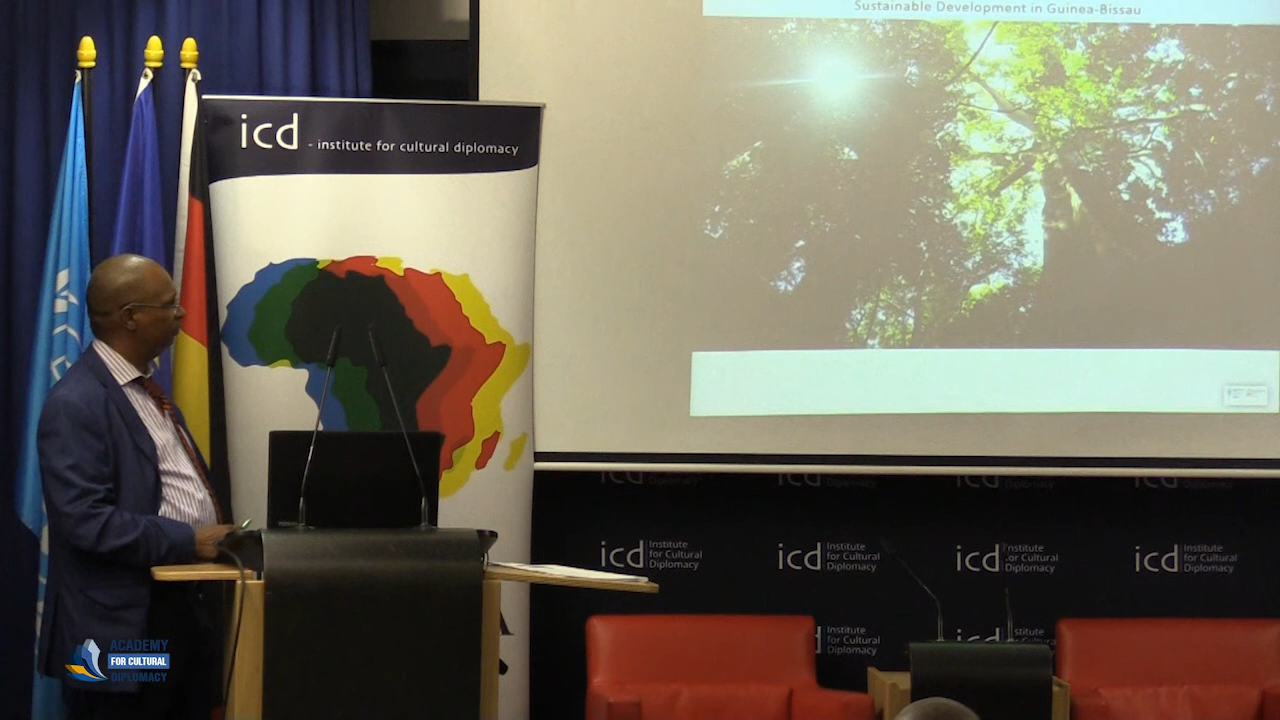 Sustainable Development in Guinea-Bissau
icd - institute for cultural diplomacy
icd Institute
for Cultural
Diplomacy
icd Institute
for Cultural
Diplomacy
icd Institute
for Cultural
Diplomacy
icd Institute
for Cultural
Diplomacy
Institute
for Cultural
Diplomacy
ACADEMY
FOR CULTURAL
DIPLOMACY